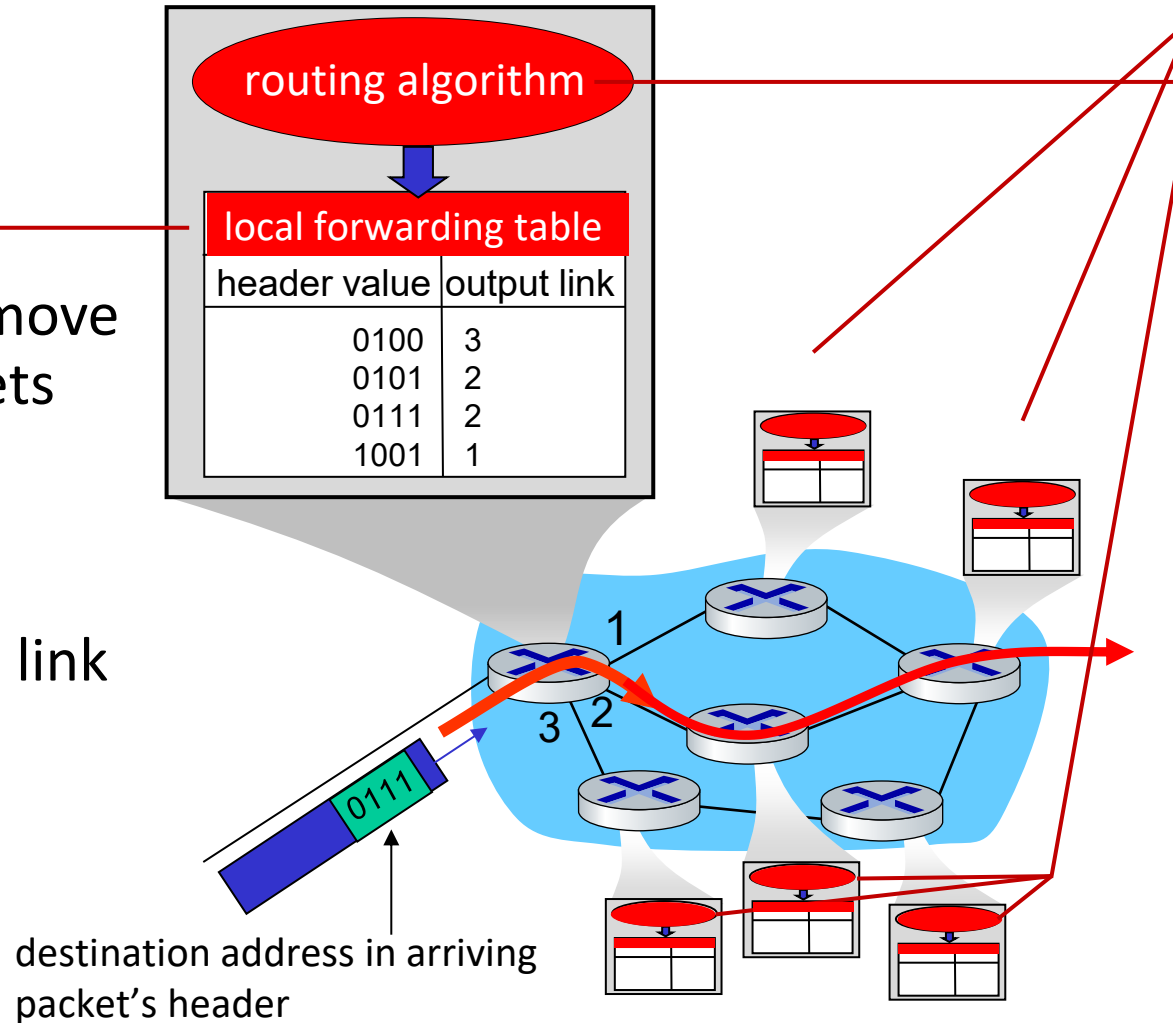 routing algorithm
local forwarding table
header value output link
0100 3
0101 2
0111 2
1001 1
move
ets
link
1
2
3
0111
destination address in arriving
packet's header